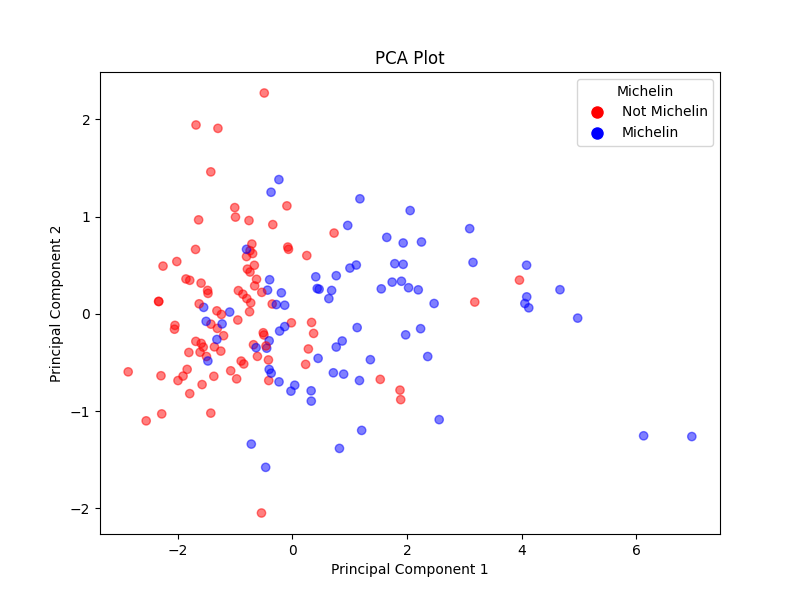 PCA Plot
Michelin
Not Michelin
Michelin
Principal Component 2
2
1
0
−1
−2
−2
0
2
4
6
Principal Component 1